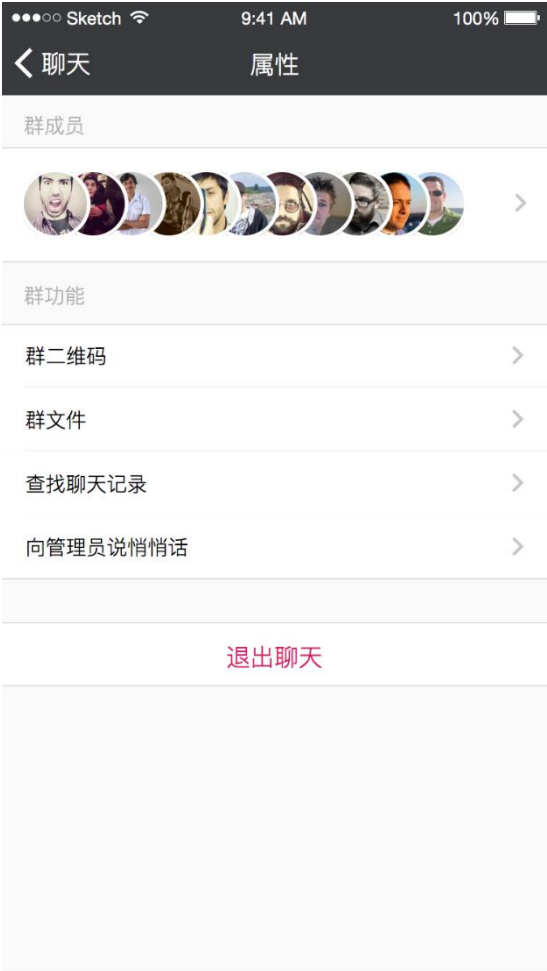 Sketch 9:41 AM 100%
聊天 属性
群成员
群功能
群二维码
群文件
查找聊天记录
向管理员说悄悄话
退出聊天